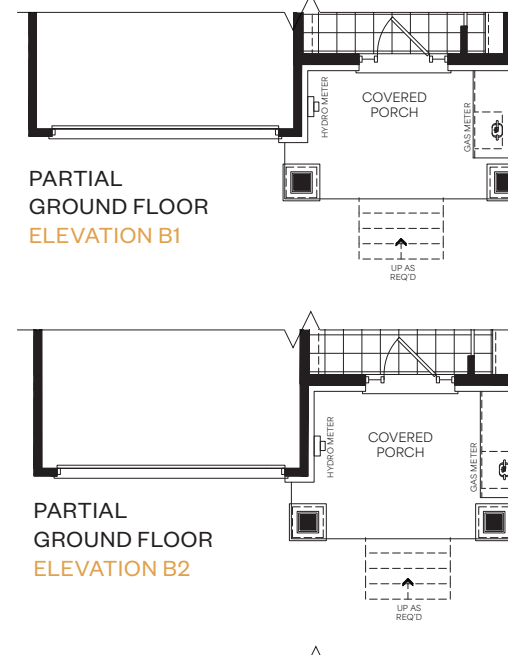 HYDRO METER
COVERED
PORCH
GAS METER
PARTIAL
GROUND FLOOR
ELEVATION B1
UP AS
REQ'D
HYDRO METER
COVERED
PORCH
GAS METER
PARTIAL
GROUND FLOOR
ELEVATION B2
UP AS
REQ'D